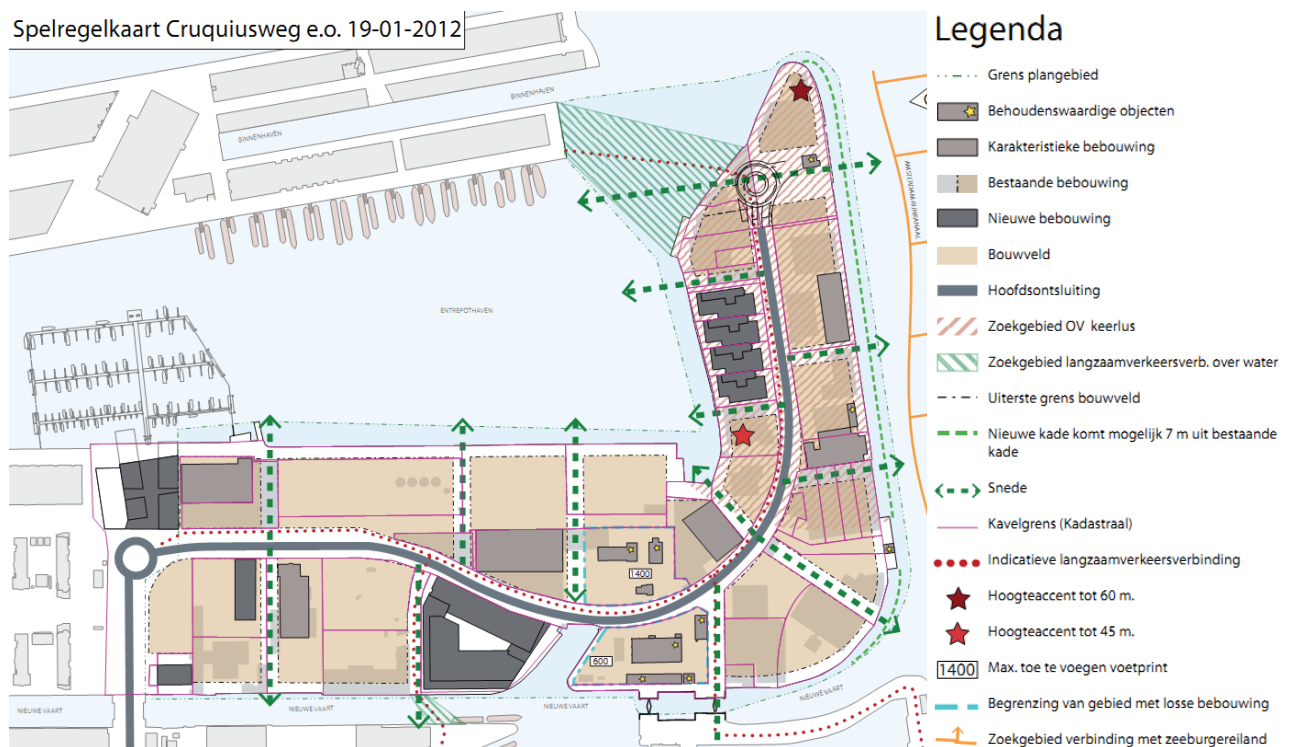 Spelregelkaart Cruquiusweg e.o. 19-01-2012
BINNENHAVEN
BINNENHAVEN
ENTREPOTHAVEN
AMSTERDAM-RIJNKANAAL
1400
600
NIEUWE VAART
NIEUWE VAART
NIEUWE VAART
NIEUWE VAART
Legenda
Grens plangebied
Behoudenswaardige objecten
Karakteristieke bebouwing
Bestaande bebouwing
Nieuwe bebouwing
Bouwveld
Hoofdsontsluiting
Zoekgebied OV keerlus
Zoekgebied langzaamverkeersverb. over water
Uiterste grens bouwveld
Nieuwe kade komt mogelijk 7 m uit bestaande
kade
Snede
Kavelgrens (Kadastraal)
Indicatieve langzaamverkeersverbinding
Hoogteaccent tot 60 m.
Hoogteaccent tot 45 m.
1400 Max. toe te voegen voetprint
Begrenzing van gebied met losse bebouwing
Zoekgebied verbinding met zeeburgereiland